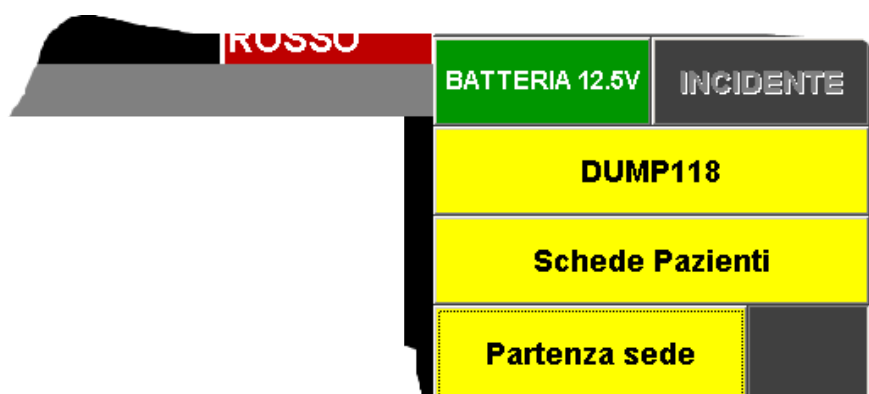 ROSSO
BATTERIA 12.5V
INCIDENTE
DUMP118
Schede Pazienti
Partenza sede